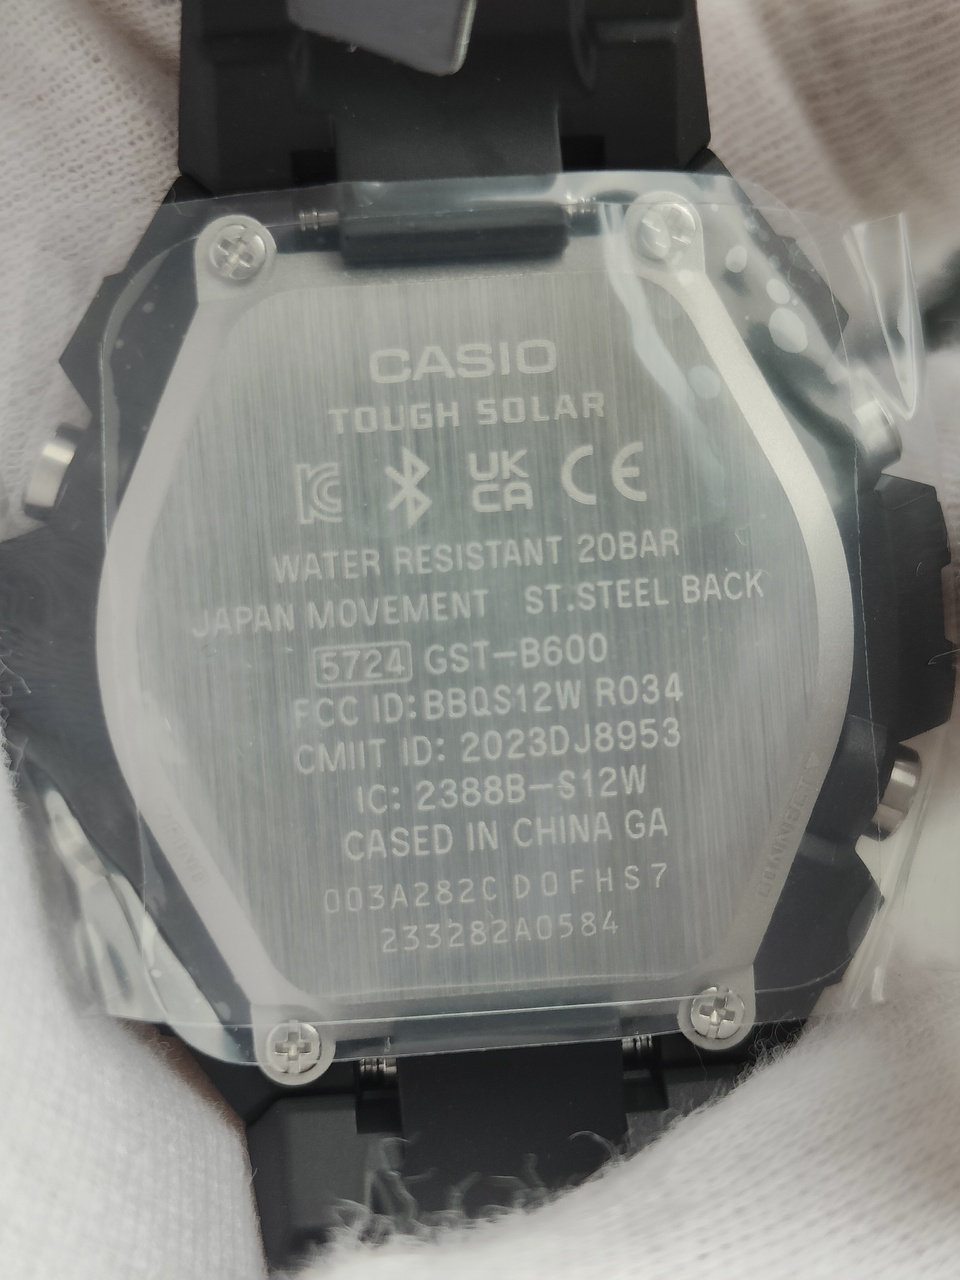 CASIO
TOUGH SOLAR
UK
CA CE
WATER RESISTANT 20BAR
JAPAN MOVEMENT ST.STEEL BACK
5724 GST-B600
FCC ID:BBQS12W R034
CMIIT ID: 2023DJ8953
IC: 2388B-S12W
CASED IN CHINA GA
003A282C D0FHS7
233282A0584